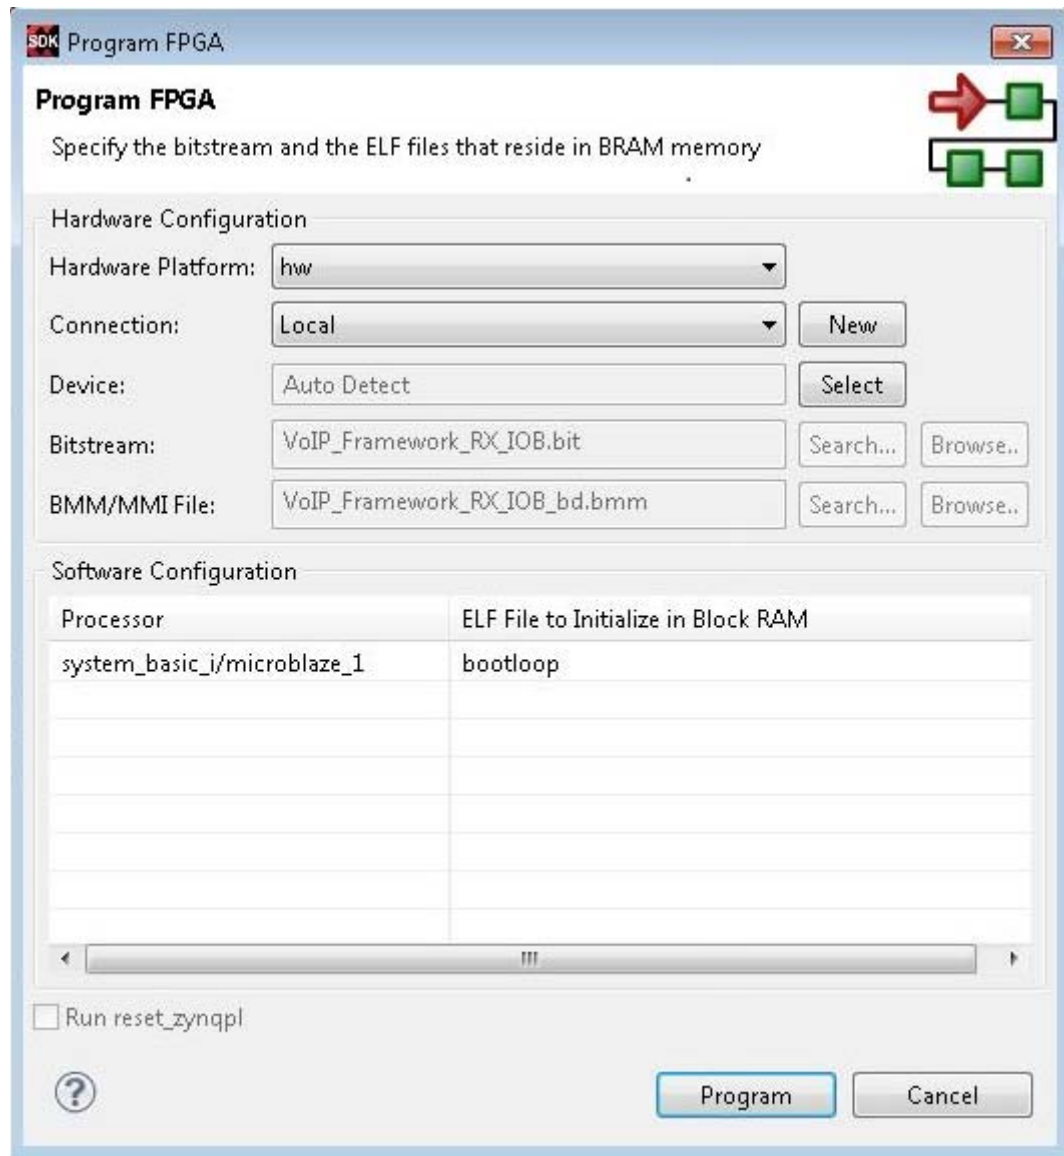 SDK Program FPGA
Program FPGA
Specify the bitstream and the ELF files that reside in BRAM memory
Hardware Configuration
Hardware Platform: hw
Connection: Local New
Device: Auto Detect Select
Bitstream: VoIP_Framework_RX_IOB.bit Search... Browse..
BMM/MMI File: VoIP_Framework_RX_IOB_bd.bmm Search... Browse..
Software Configuration
Processor ELF File to Initialize in Block RAM
system_basic_i/microblaze_1 bootloop
Run reset_zynqpl
? Program Cancel